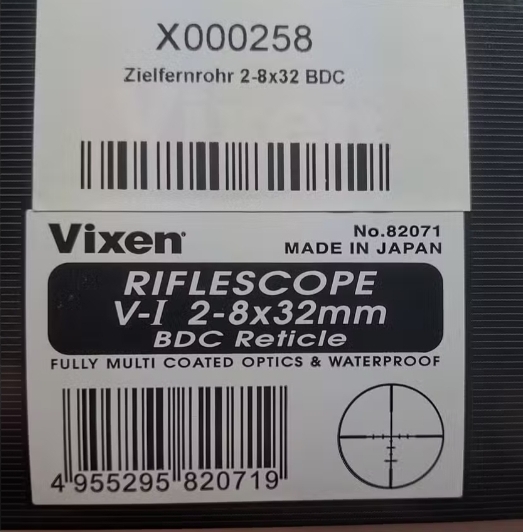 X000258
Zielfernrohr 2-8x32 BDC
Vixen
No.82071
MADE IN JAPAN
RIFLESCOPE
V-I 2-8x32mm
BDC Reticle
FULLY MULTI COATED OPTICS & WATERPROOF
4 955295 820719